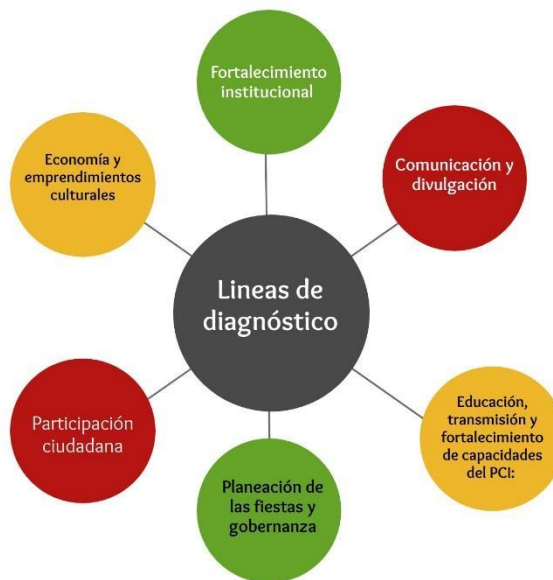 Fortalecimiento
institucional
Economía y
emprendimientos
culturales
Comunicación y
divulgación
Lineas de
diagnóstico
Participación
ciudadana
Educación,
transmisión y
fortalecimiento
de capacidades
del PCI:
Planeación de
las fiestas y
gobernanza